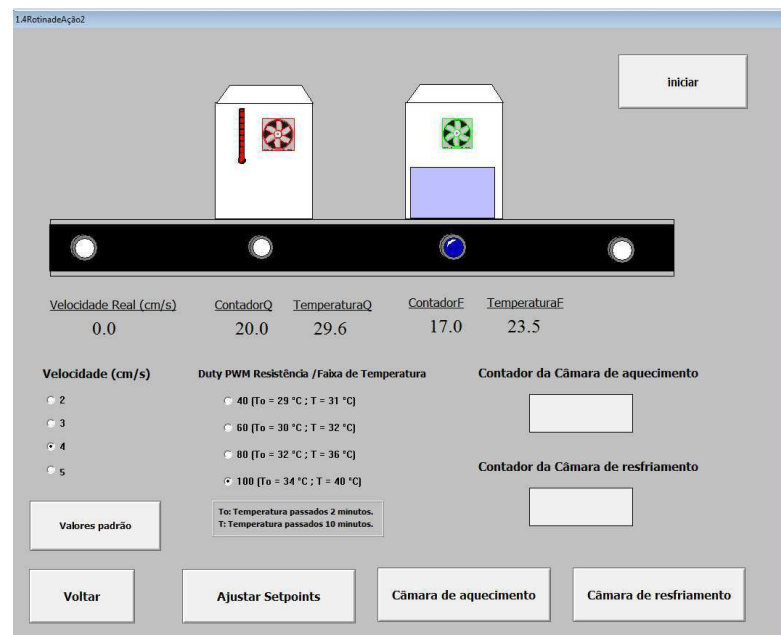 1.4RotinadeAção2
iniciar
Velocidade Real (cm/s)
0.0
ContadorQ
20.0
TemperaturaQ
29.6
ContadorF
17.0
TemperaturaF
23.5
Velocidade (cm/s)
2
3
4
5
Duty PWM Resistência /Faixa de Temperatura
40 (To = 29 °C ; T = 31 °C)
60 (To = 30 °C ; T = 32 °C)
80 (To = 32 °C ; T = 36 °C)
100 (To = 34 °C ; T = 40 °C)
To: Temperatura passados 2 minutos.
T: Temperatura passados 10 minutos.
Contador da Câmara de aquecimento
Contador da Câmara de resfriamento
Valores padrão
Voltar
Ajustar Setpoints
Câmara de aquecimento
Câmara de resfriamento